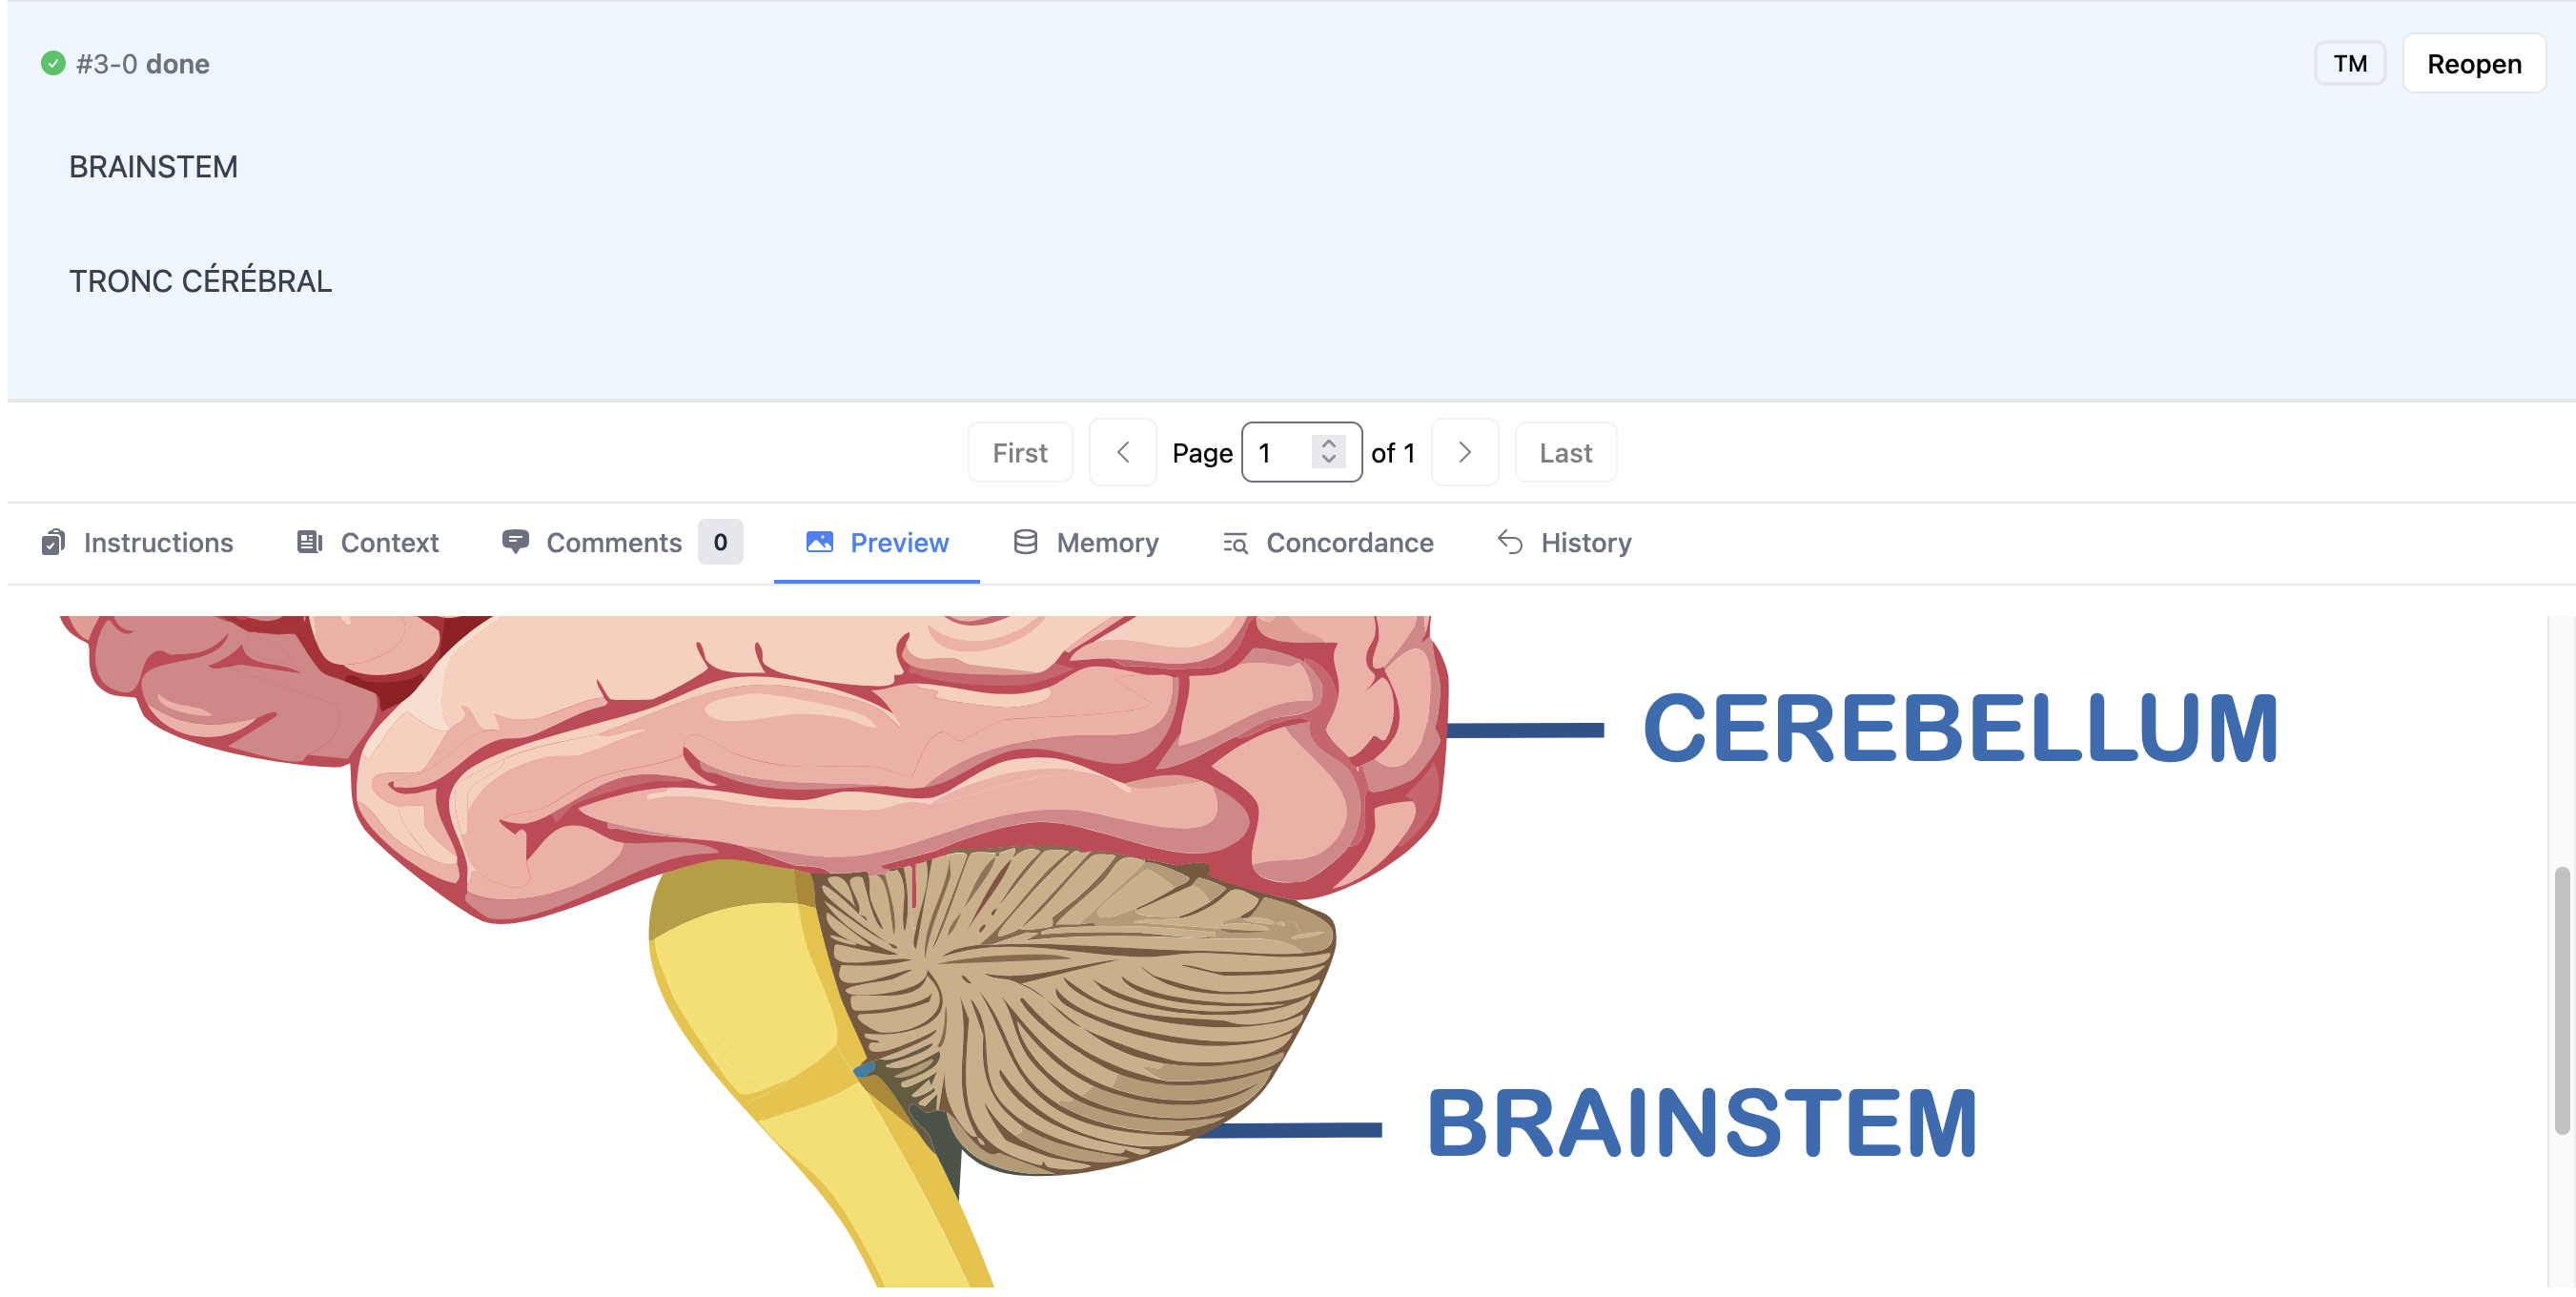 #3-0 done
TM
Reopen
BRAINSTEM
TRONC CÉRÉBRAL
First
Page 1 of 1
Last
Instructions
Context
Comments 0
Preview
Memory
Concordance
History
CEREBELLUM
BRAINSTEM